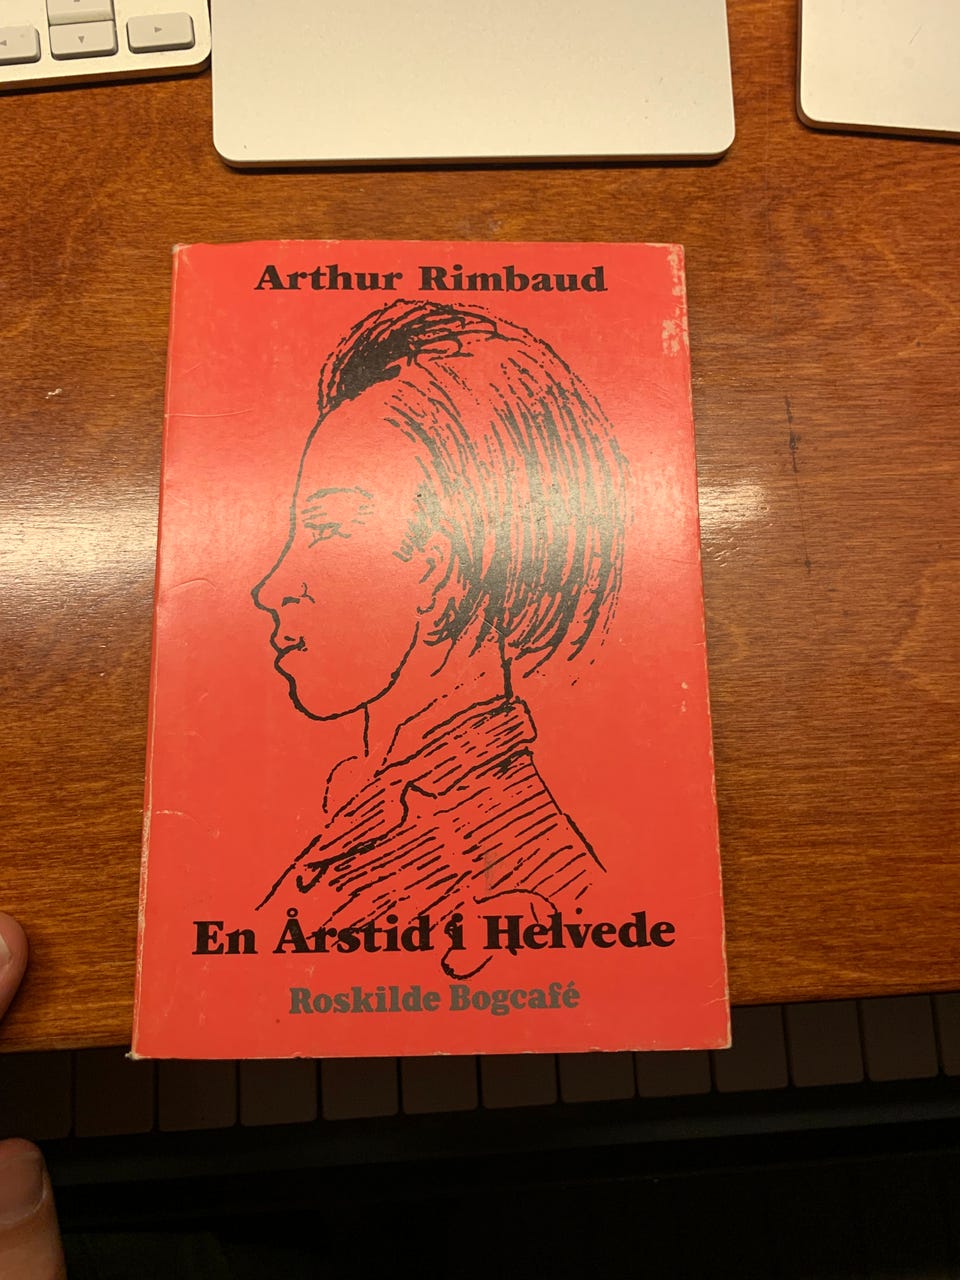 Arthur Rimbaud
En Årstid i Helvede
Roskilde Bogcafé